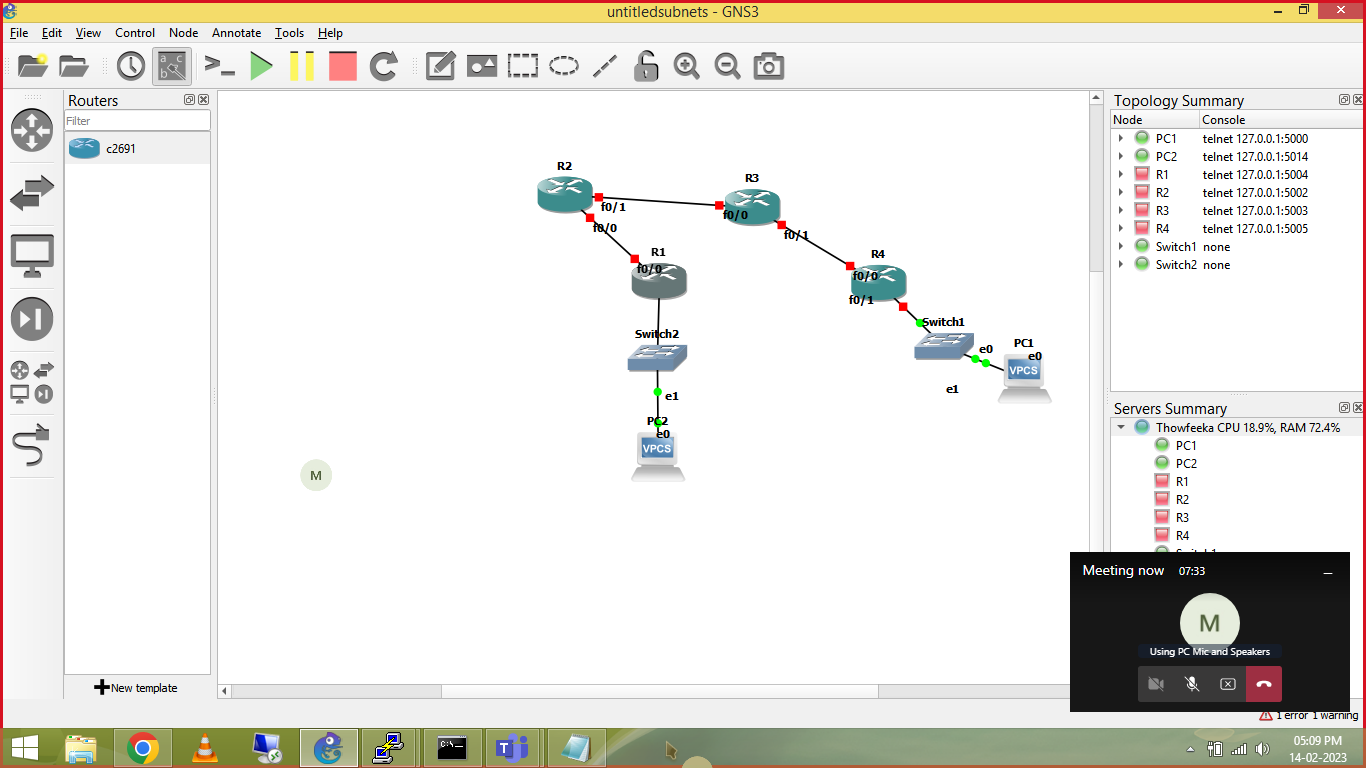 untitledsubnets - GNS3
File Edit View Control Node Annotate Tools Help
Routers
Filter
c2691
New template
R2
f0/1
f0/0
R3
f0/0
f0/1
R1
f0/0
R4
f0/0
f0/1
Switch2
e1
PC2
e0
VPCS
Switch1
e0
e1
PC1
e0
VPCS
M
Topology Summary
Node Console
PC1 telnet 127.0.0.1:5000
PC2 telnet 127.0.0.1:5014
R1 telnet 127.0.0.1:5004
R2 telnet 127.0.0.1:5002
R3 telnet 127.0.0.1:5003
R4 telnet 127.0.0.1:5005
Switch1 none
Switch2 none
Servers Summary
Thowfeeka CPU 18.9%, RAM 72.4%
PC1
PC2
R1
R2
R3
R4
Switch1
Meeting now 07:33
M
Using PC Mic and Speakers
1 error 1 warning
05:09 PM
14-02-2023